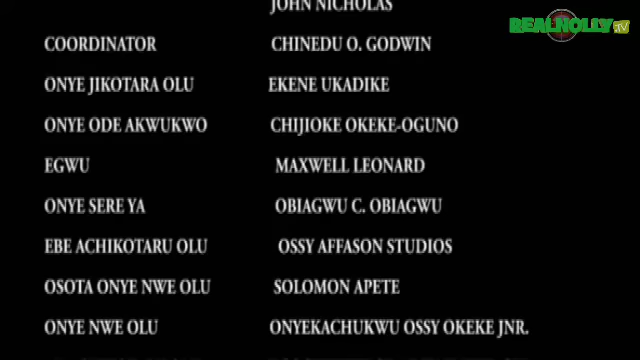 JOHN NICHOLAS
REALNOLLY TV
COORDINATOR CHINEDU O. GODWIN
ONYE JIKOTARA OLU EKENE UKADIKE
ONYE ODE AKWUKWO CHIJIOKE OKEKE-OGUNO
EGWU MAXWELL LEONARD
ONYE SERE YA OBIAGWU C. OBIAGWU
EBE ACHIKOTARU OLU OSSY AFFASON STUDIOS
OSOTA ONYE NWE OLU SOLOMON APETE
ONYE NWE OLU ONYEKACHUKWU OSSY OKEKE JNR.